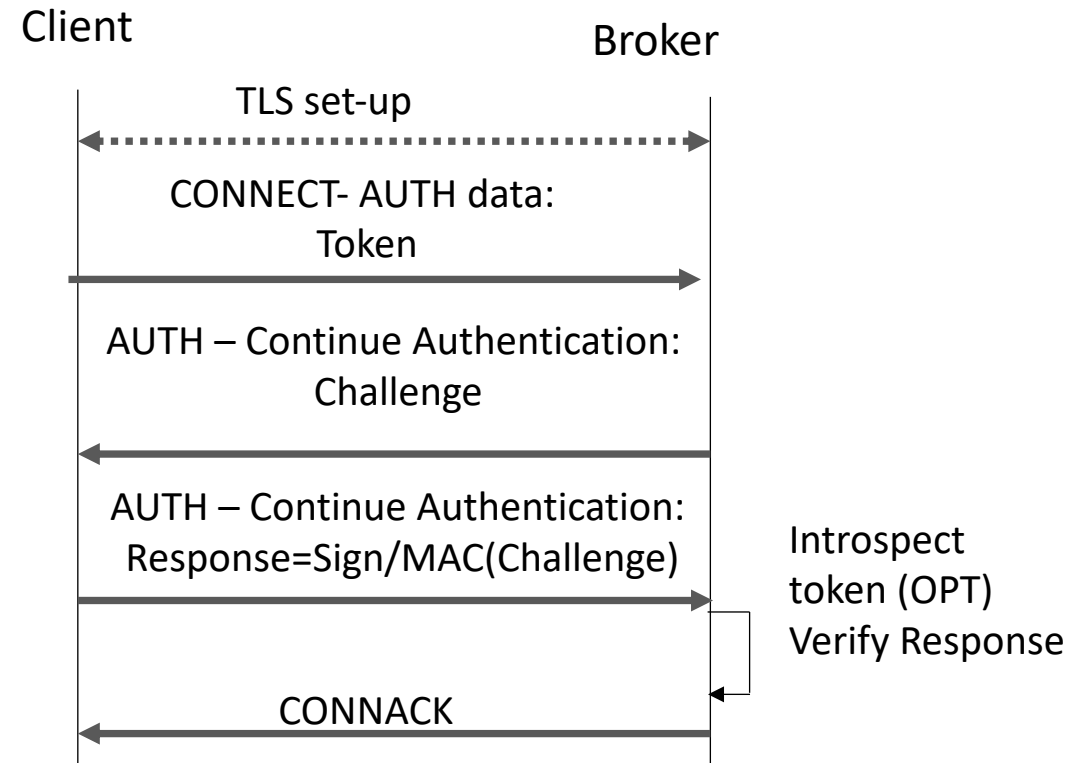 Client
Broker
TLS set-up
CONNECT- AUTH data:
Token
AUTH – Continue Authentication:
Challenge
AUTH – Continue Authentication:
Response=Sign/MAC(Challenge)
Introspect
token (OPT)
Verify Response
CONNACK